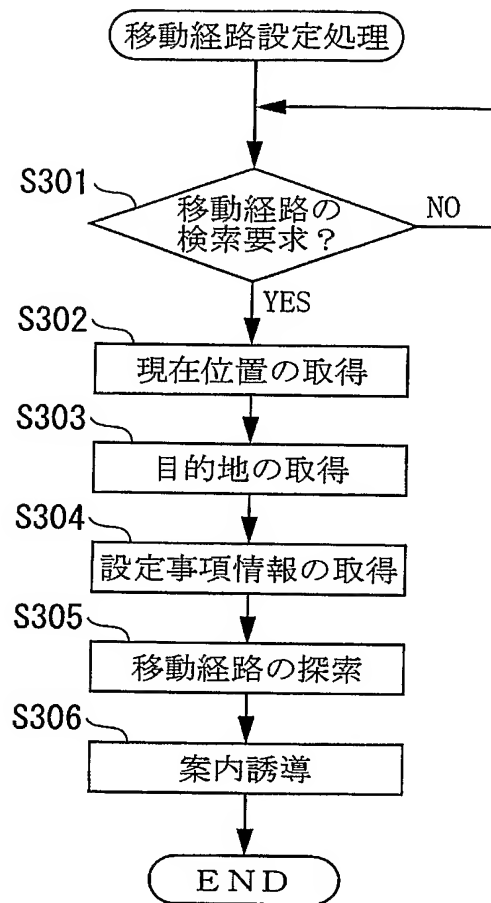 移動経路設定処理
S301
移動経路の
検索要求？
NO
YES
S302
現在位置の取得
S303
目的地の取得
S304
設定事項情報の取得
S305
移動経路の探索
S306
案内誘導
END